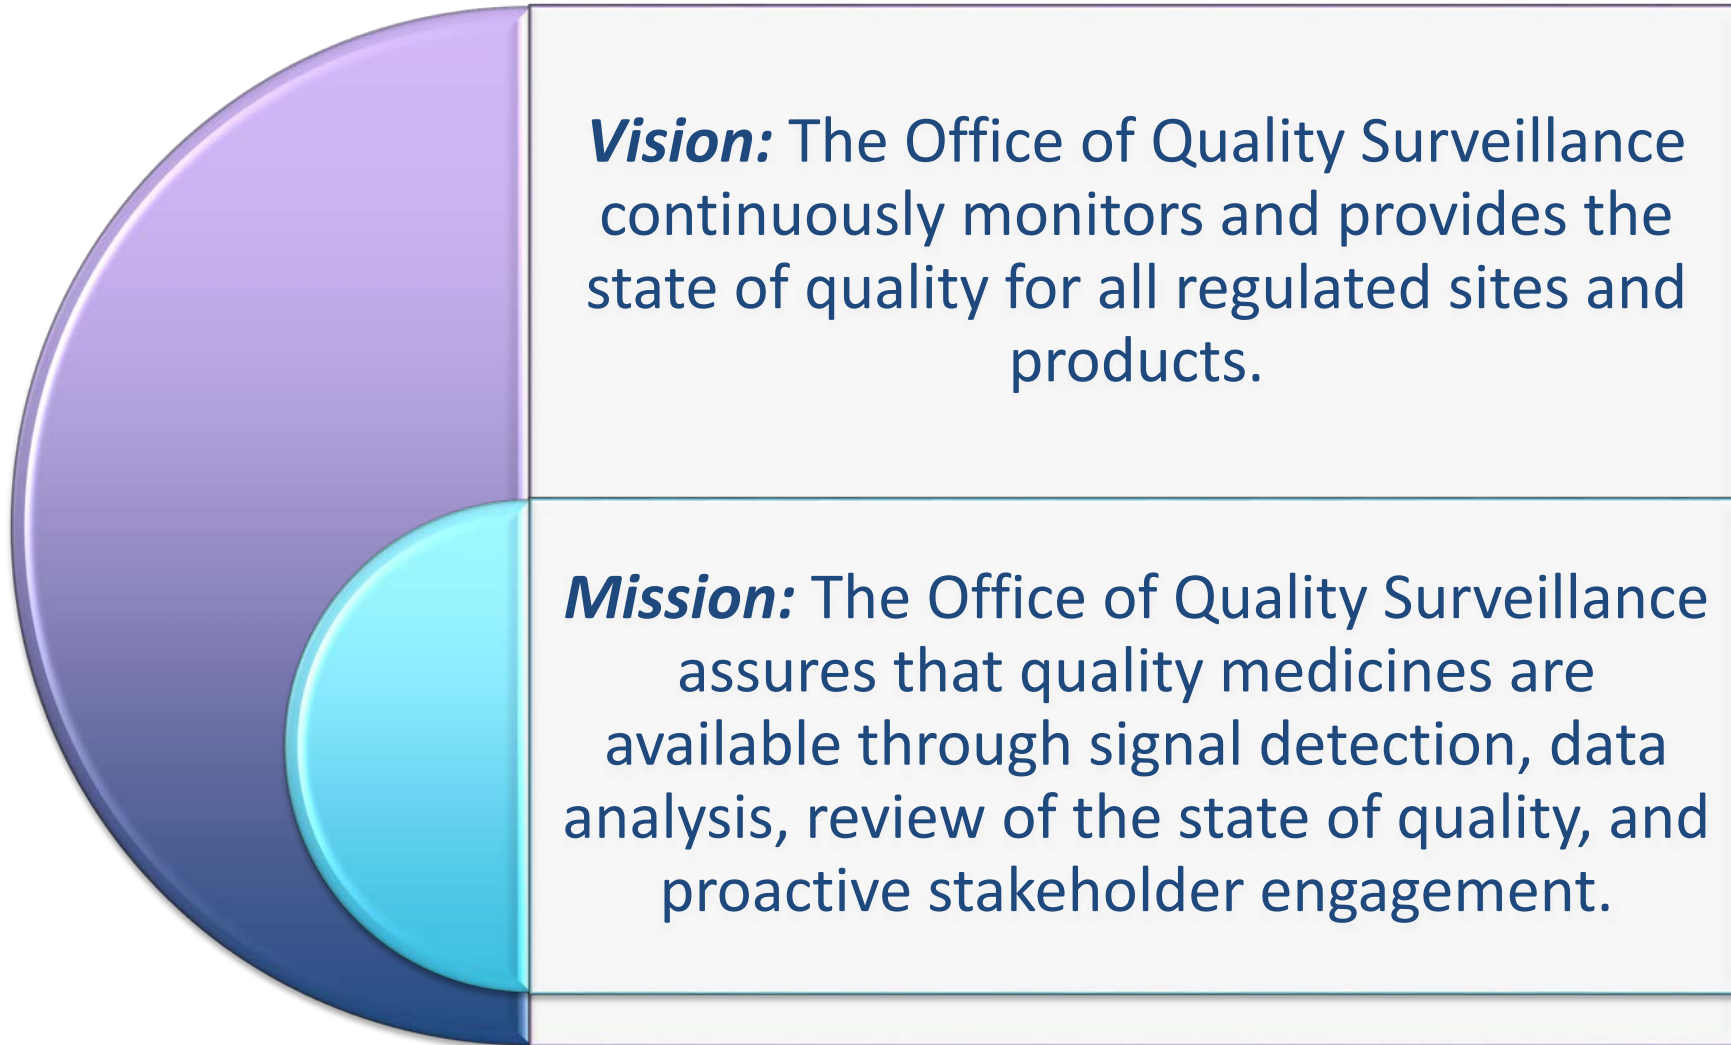 Vision: The Office of Quality Surveillance
continuously monitors and provides the
state of quality for all regulated sites and
products.
Mission: The Office of Quality Surveillance
assures that quality medicines are
available through signal detection, data
analysis, review of the state of quality, and
proactive stakeholder engagement.